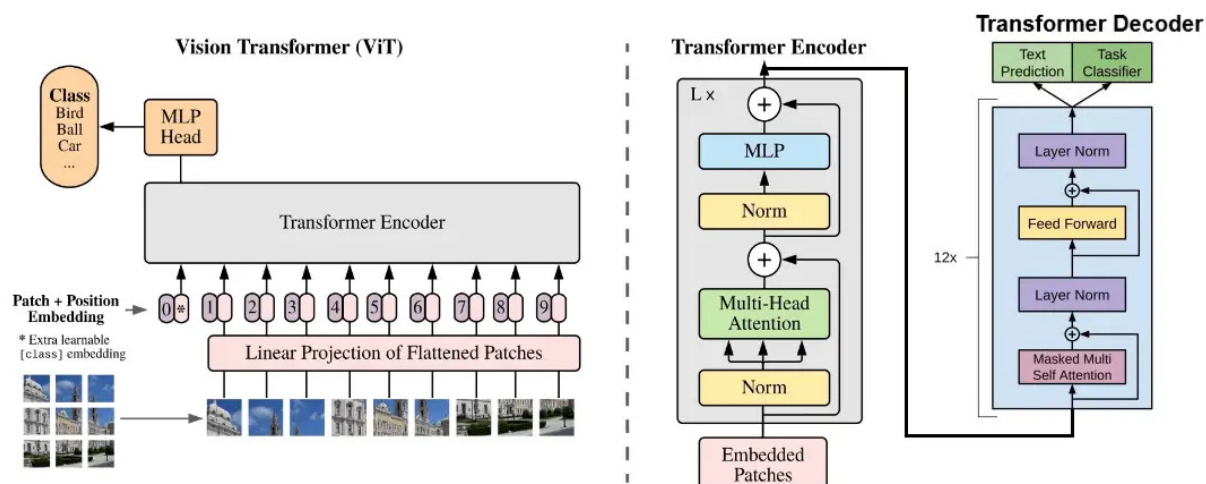 Vision Transformer (ViT)
Class
Bird
Ball
Car
...
MLP
Head
Transformer Encoder
Patch + Position
Embedding
* Extra learnable
[class] embedding
0 * 1 2 3 4 5 6 7 8 9
Linear Projection of Flattened Patches
Transformer Encoder
L x
+
MLP
Norm
+
Multi-Head
Attention
Norm
Embedded
Patches
Transformer Decoder
Text
Prediction
Task
Classifier
12x
Layer Norm
+
Feed Forward
Layer Norm
+
Masked Multi
Self Attention